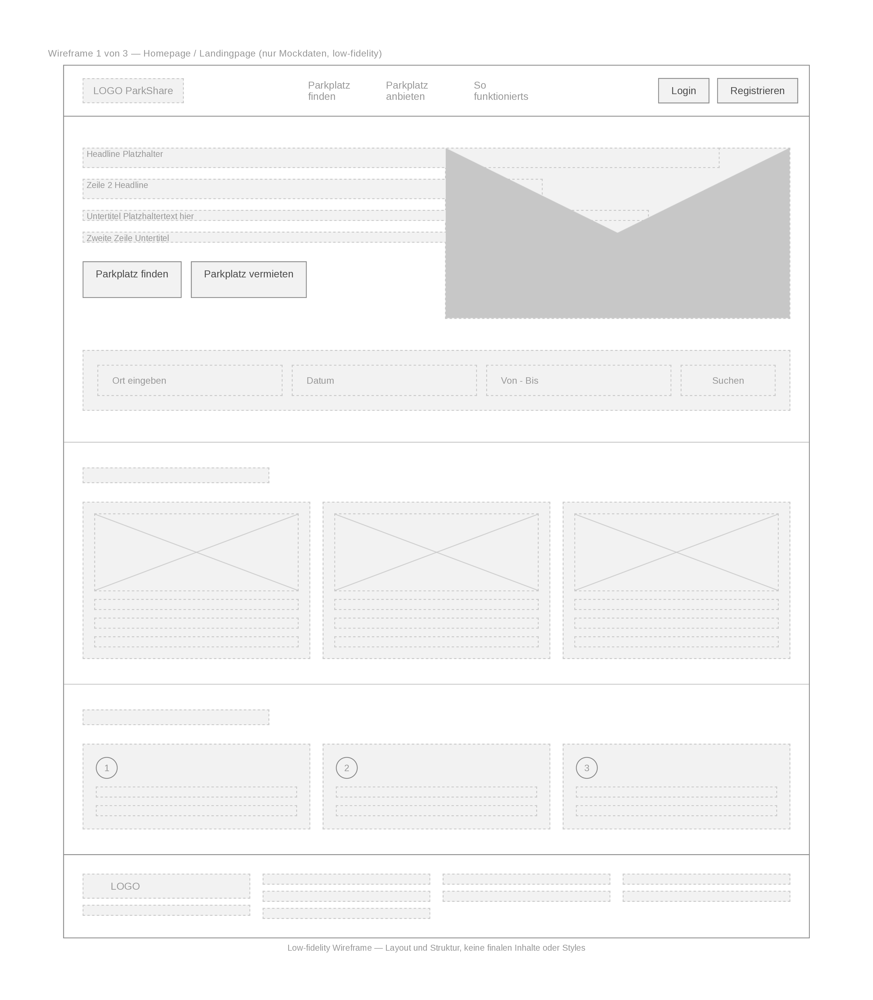 Wireframe 1 von 3 — Homepage / Landingpage (nur Mockdaten, low-fidelity)
LOGO ParkShare
Parkplatz
finden
Parkplatz
anbieten
So
funktionierts
Login
Registrieren
Headline Platzhalter
Zeile 2 Headline
Untertitel Platzhaltertext hier
Zweite Zeile Untertitel
Parkplatz finden
Parkplatz vermieten
Ort eingeben
Datum
Von - Bis
Suchen
1
2
3
LOGO
Low-fidelity Wireframe — Layout und Struktur, keine finalen Inhalte oder Styles